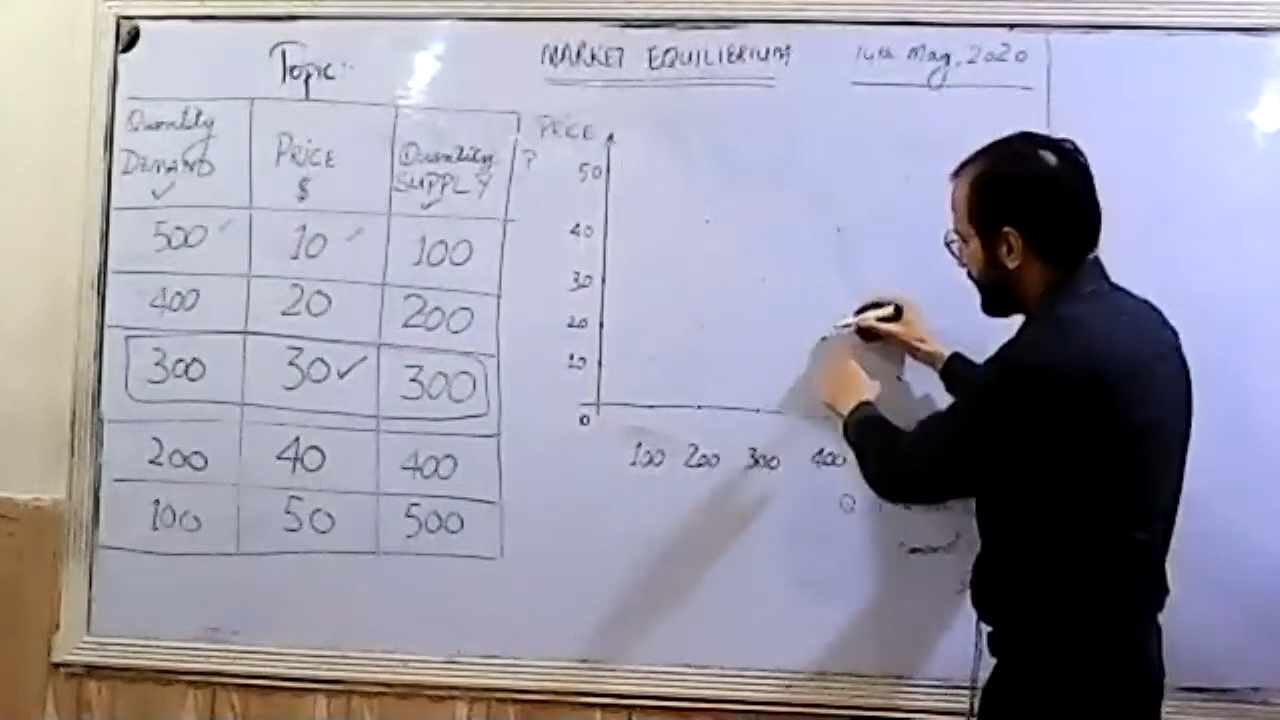 Topic:-
MARKET EQUILIBRIUM
14th May, 2020
Quantity DEMAND
PRICE $
Quantity SUPPLY
500 10 100
400 20 200
300 30 300
200 40 400
100 50 500
PRICE
50
40
30
20
10
0
100 200 300 400
Q